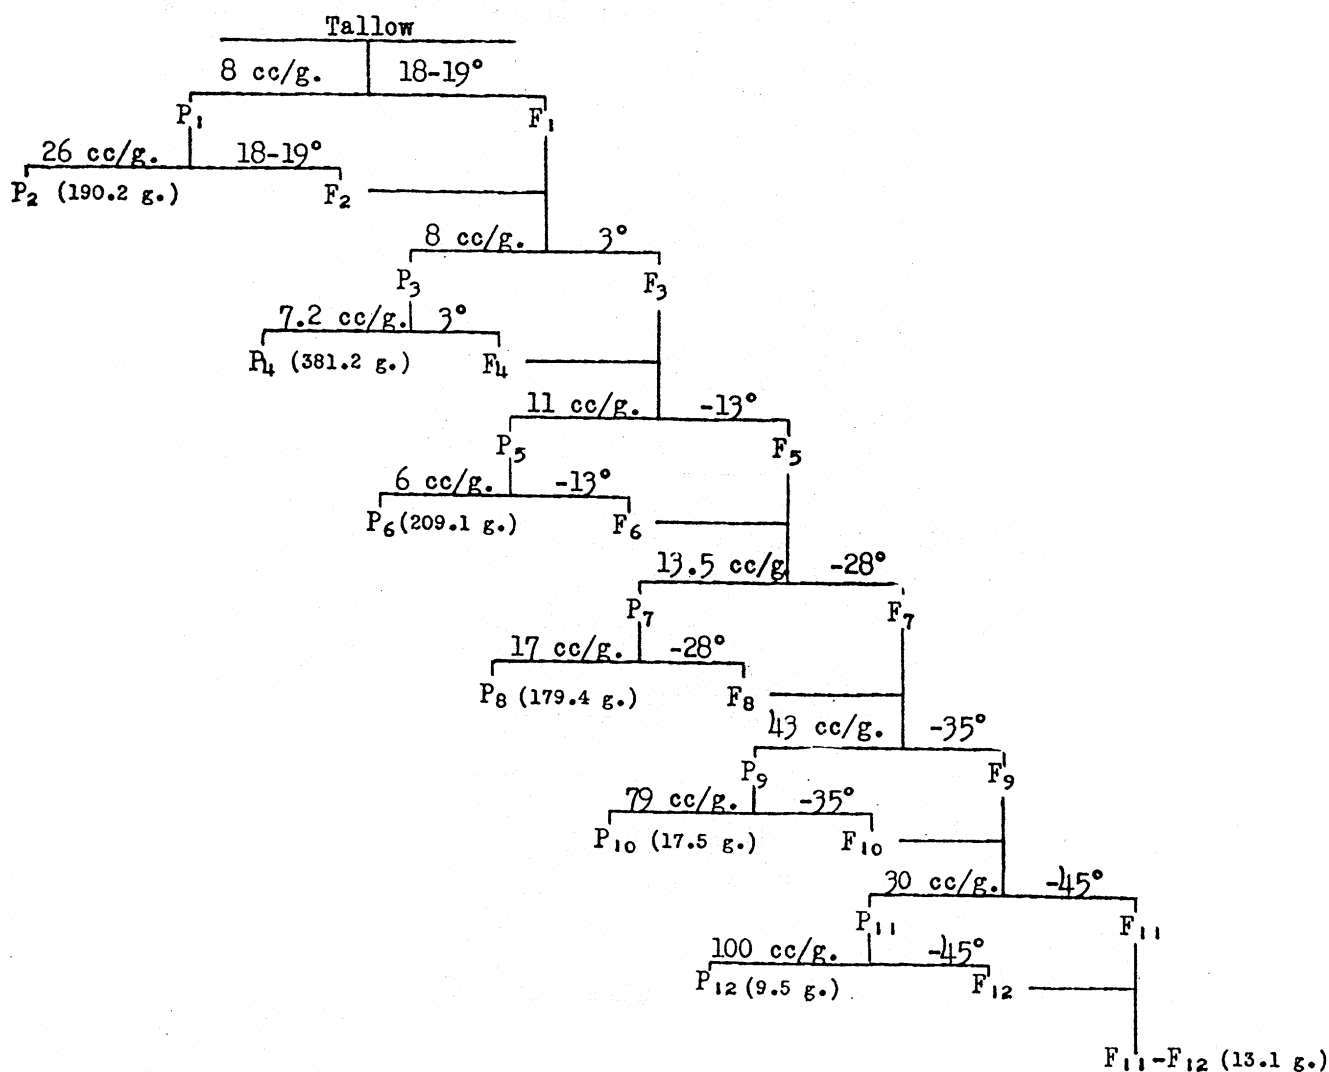 Tallow
8 cc/g. 18-19°
P₁ F₁
26 cc/g. 18-19°
P₂ (190.2 g.) F₂
8 cc/g. 3°
P₃ F₃
7.2 cc/g. 3°
P₄ (381.2 g.) F₄
11 cc/g. -13°
P₅ F₅
6 cc/g. -13°
P₆ (209.1 g.) F₆
13.5 cc/g -28°
P₇ F₇
17 cc/g. -28°
P₈ (179.4 g.) F₈
43 cc/g. -35°
P₉ F₉
79 cc/g. -35°
P₁₀ (17.5 g.) F₁₀
30 cc/g. -45°
P₁₁ F₁₁
100 cc/g. -45°
P₁₂ (9.5 g.) F₁₂
F₁₁-F₁₂ (13.1 g.)